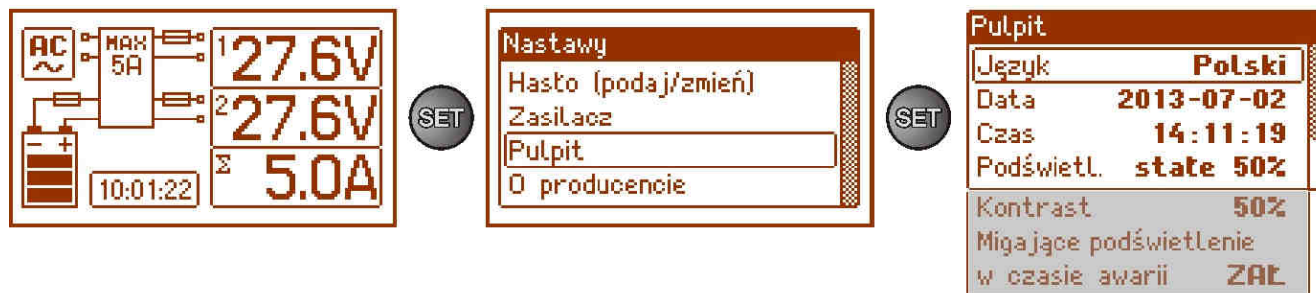 AC
MAX
5A
1 27.6V
2 27.6V
Σ 5.0A
- +
10:01:22
SET
Nastawy
Hasło (podaj/zmień)
Zasilacz
Pulpit
O producencie
SET
Pulpit
Język Polski
Data 2013-07-02
Czas 14:11:19
Podświetl. stałe 50%
Kontrast 50%
Migające podświetlenie
w czasie awarii ZAŁ